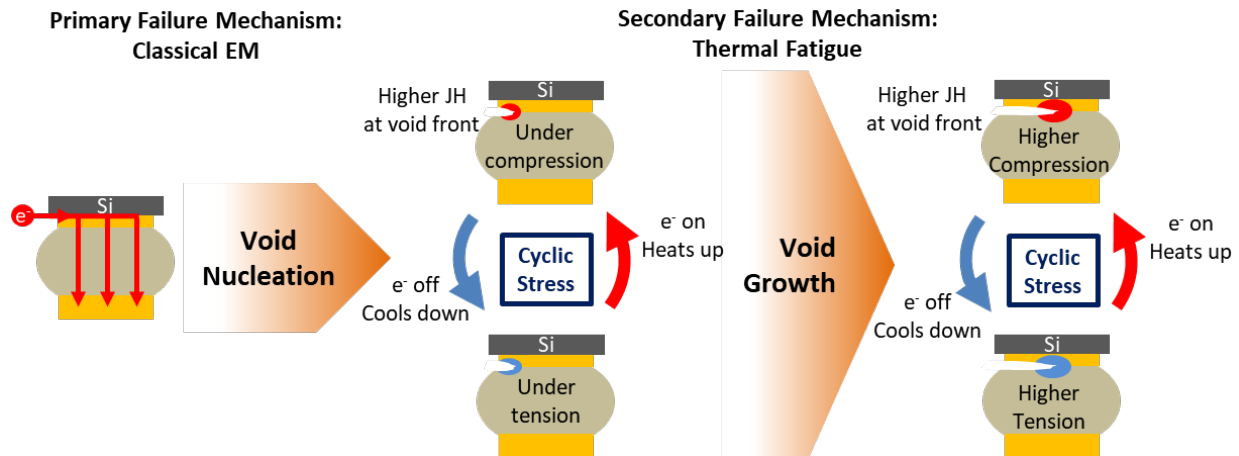 Primary Failure Mechanism:
Classical EM
Secondary Failure Mechanism:
Thermal Fatigue
e⁻
Si
Void
Nucleation
Higher JH
at void front
Si
Under
compression
e⁻ off
Cools down
Cyclic
Stress
e⁻ on
Heats up
Si
Under
tension
Void
Growth
Higher JH
at void front
Si
Higher
Compression
e⁻ off
Cools down
Cyclic
Stress
e⁻ on
Heats up
Si
Higher
Tension